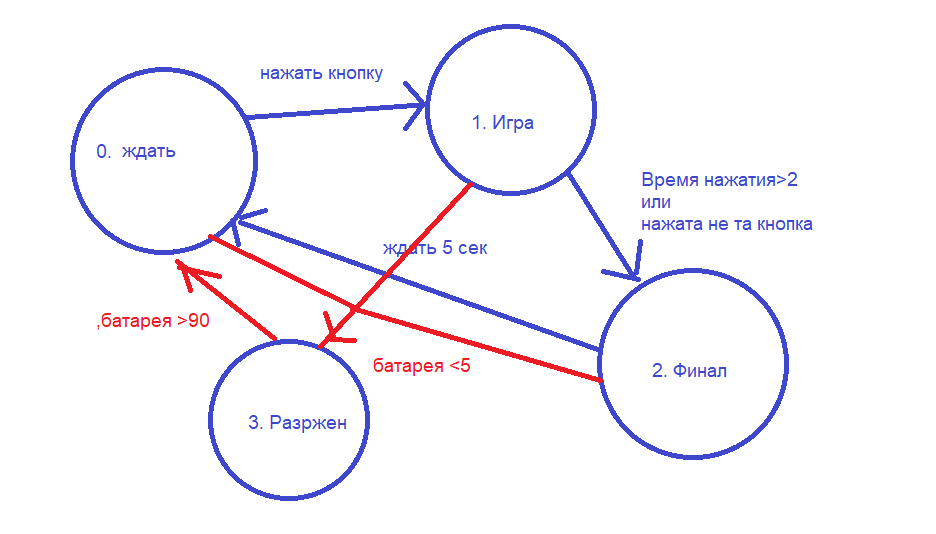 нажать кнопку
0. ждать
1. Игра
Время нажатия>2
или
нажата не та кнопка
ждать 5 сек
,батарея >90
батарея <5
2. Финал
3. Разржен